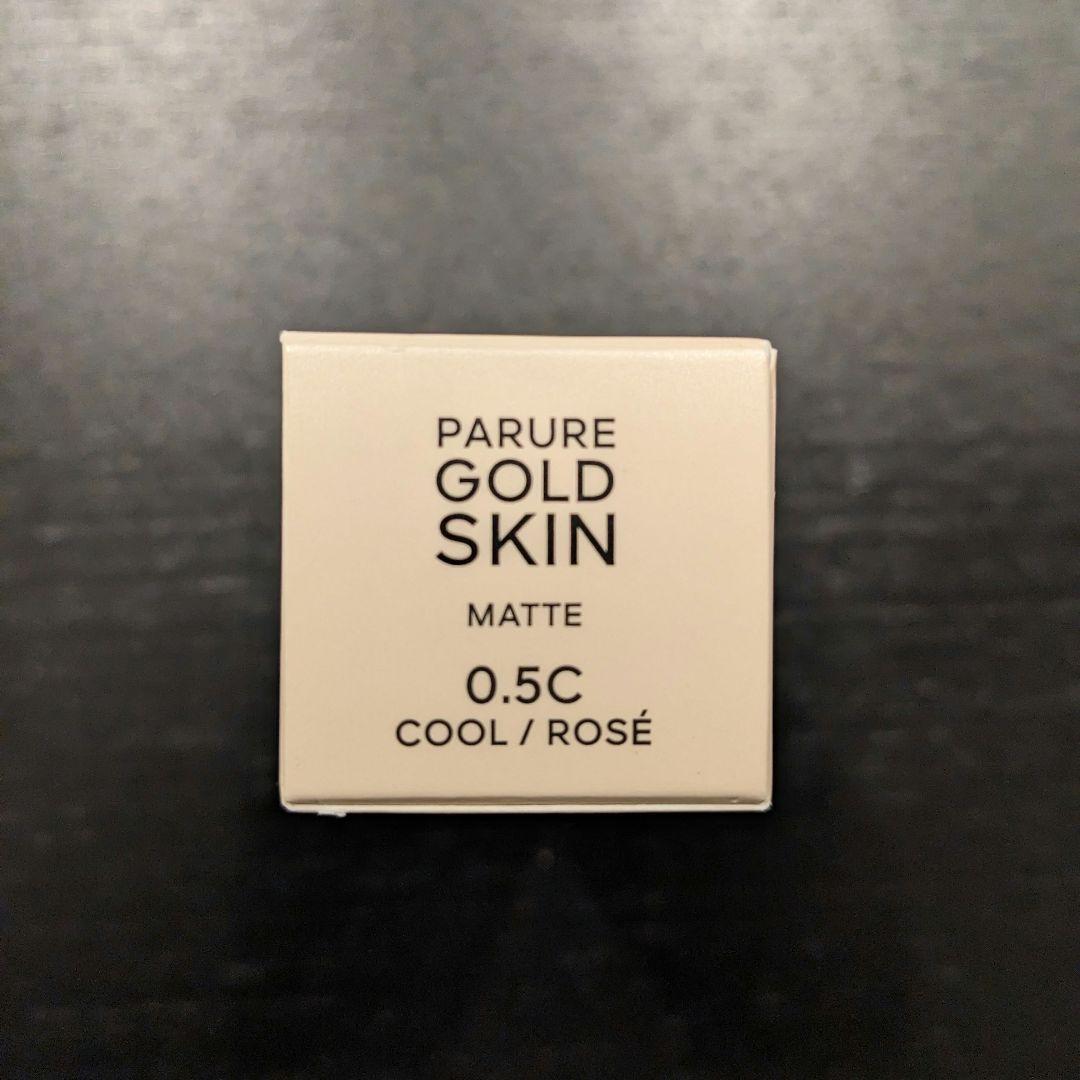 PARURE
GOLD
SKIN
MATTE
0.5C
COOL / ROSÉ